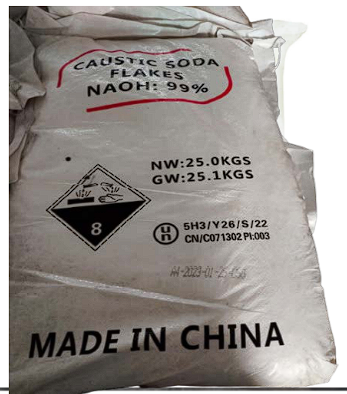 CAUSTIC SODA
FLAKES
NAOH: 99%
NW:25.0KGS
GW:25.1KGS
8
un
5H3/Y26/S/22
CN/C071302 PI:003
MADE IN CHINA